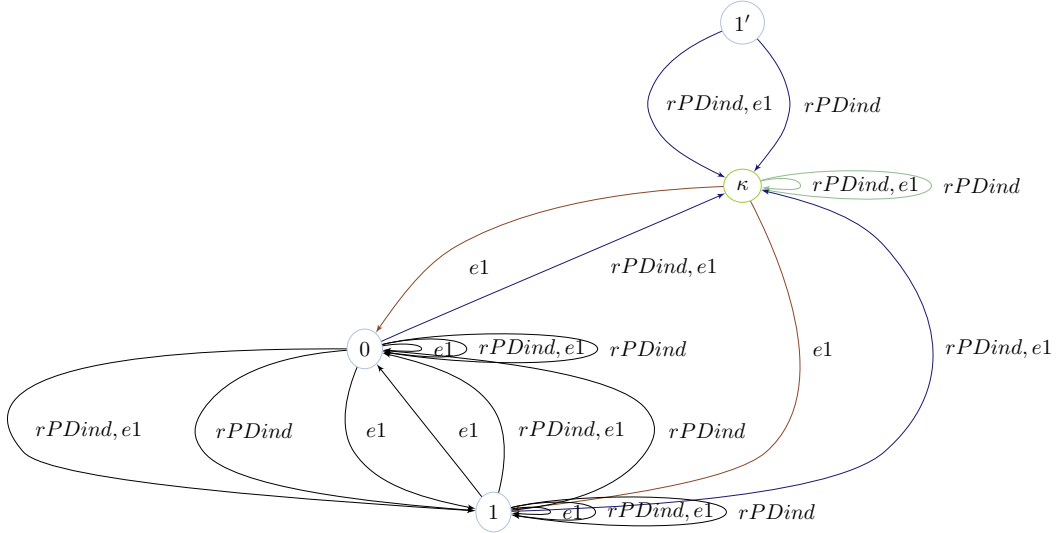 1′
rPDind, e1 rPDind
κ rPDind, e1 rPDind
e1 rPDind, e1
0 e1 rPDind, e1 rPDind
e1 rPDind, e1
rPDind, e1 rPDind e1 e1 rPDind, e1 rPDind
1 e1 rPDind, e1 rPDind